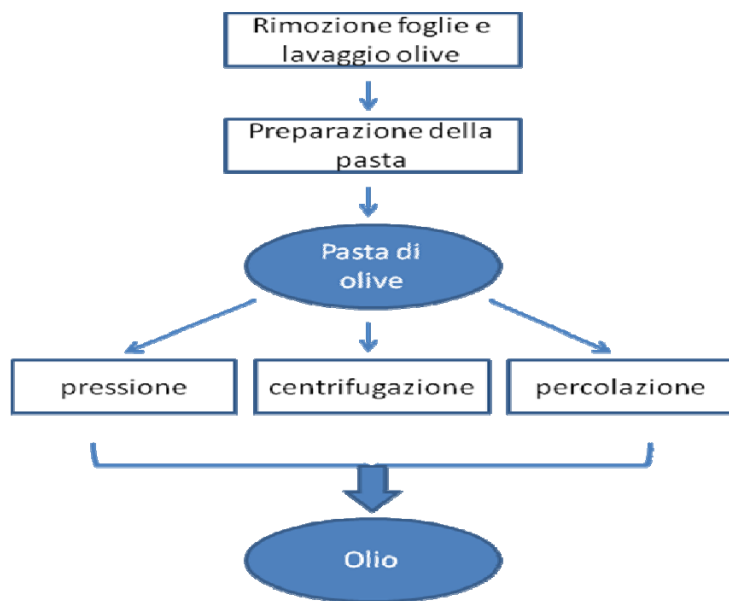 Rimozione foglie e
lavaggio olive
Preparazione della
pasta
Pasta di
olive
pressione
centrifugazione
percolazione
Olio